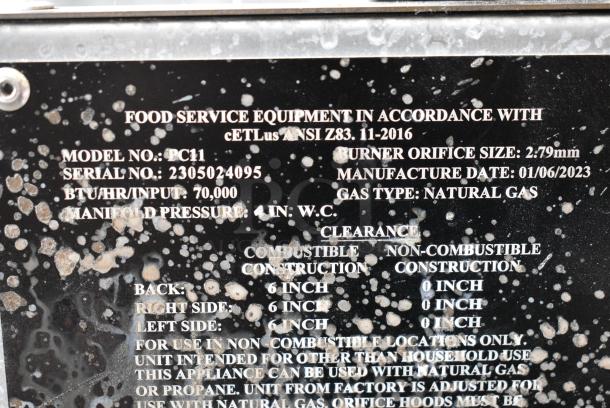 FOOD SERVICE EQUIPMENT IN ACCORDANCE WITH
cETLus ANSI Z83. 11-2016
MODEL NO.: PC11 BURNER ORIFICE SIZE: 2.79mm
SERIAL NO.: 2305024095 MANUFACTURE DATE: 01/06/2023
BTU/HR/INPUT: 70,000 GAS TYPE: NATURAL GAS
MANIFOLD PRESSURE: 4 IN. W.C.
CLEARANCE
COMBUSTIBLE NON-COMBUSTIBLE
CONSTRUCTION CONSTRUCTION
BACK: 6 INCH 0 INCH
RIGHT SIDE: 6 INCH 0 INCH
LEFT SIDE: 6 INCH 0 INCH
FOR USE IN NON-COMBUSTIBLE LOCATIONS ONLY.
UNIT INTENDED FOR OTHER THAN HOUSEHOLD USE
THIS APPLIANCE CAN BE USED WITH NATURAL GAS
OR PROPANE. UNIT FROM FACTORY IS ADJUSTED FOR
USE WITH NATURAL GAS. ORIFICE HOODS MUST BE